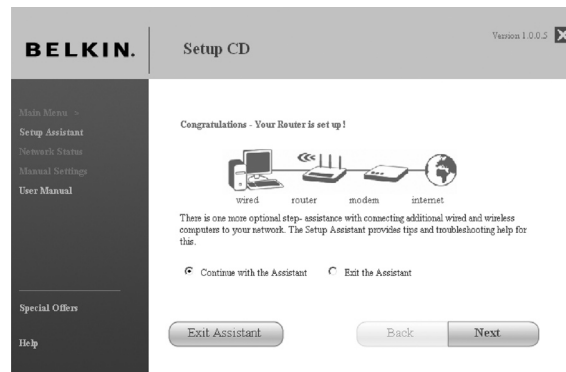 BELKIN.
Setup CD
Version 1.0.0.5
Main Menu >
Setup Assistant
Network Status
Manual Settings
User Manual
Special Offers
Help
Congratulations - Your Router is set up!
wired router modem internet
There is one more optional step- assistance with connecting additional wired and wireless
computers to your network. The Setup Assistant provides tips and troubleshooting help for
this.
Continue with the Assistant Exit the Assistant
Exit Assistant Back Next